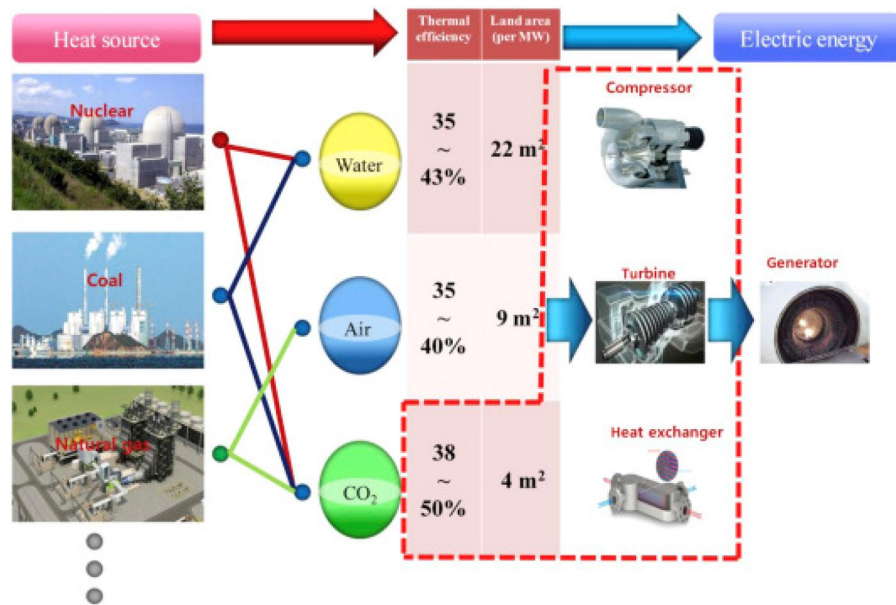 Heat source
Thermal
efficiency
Land area
(per MW)
Electric energy
Nuclear
Water
35
~
43%
22 m²
Compressor
Coal
Air
35
~
40%
9 m²
Turbine
Generator
Natural gas
CO₂
38
~
50%
4 m²
Heat exchanger